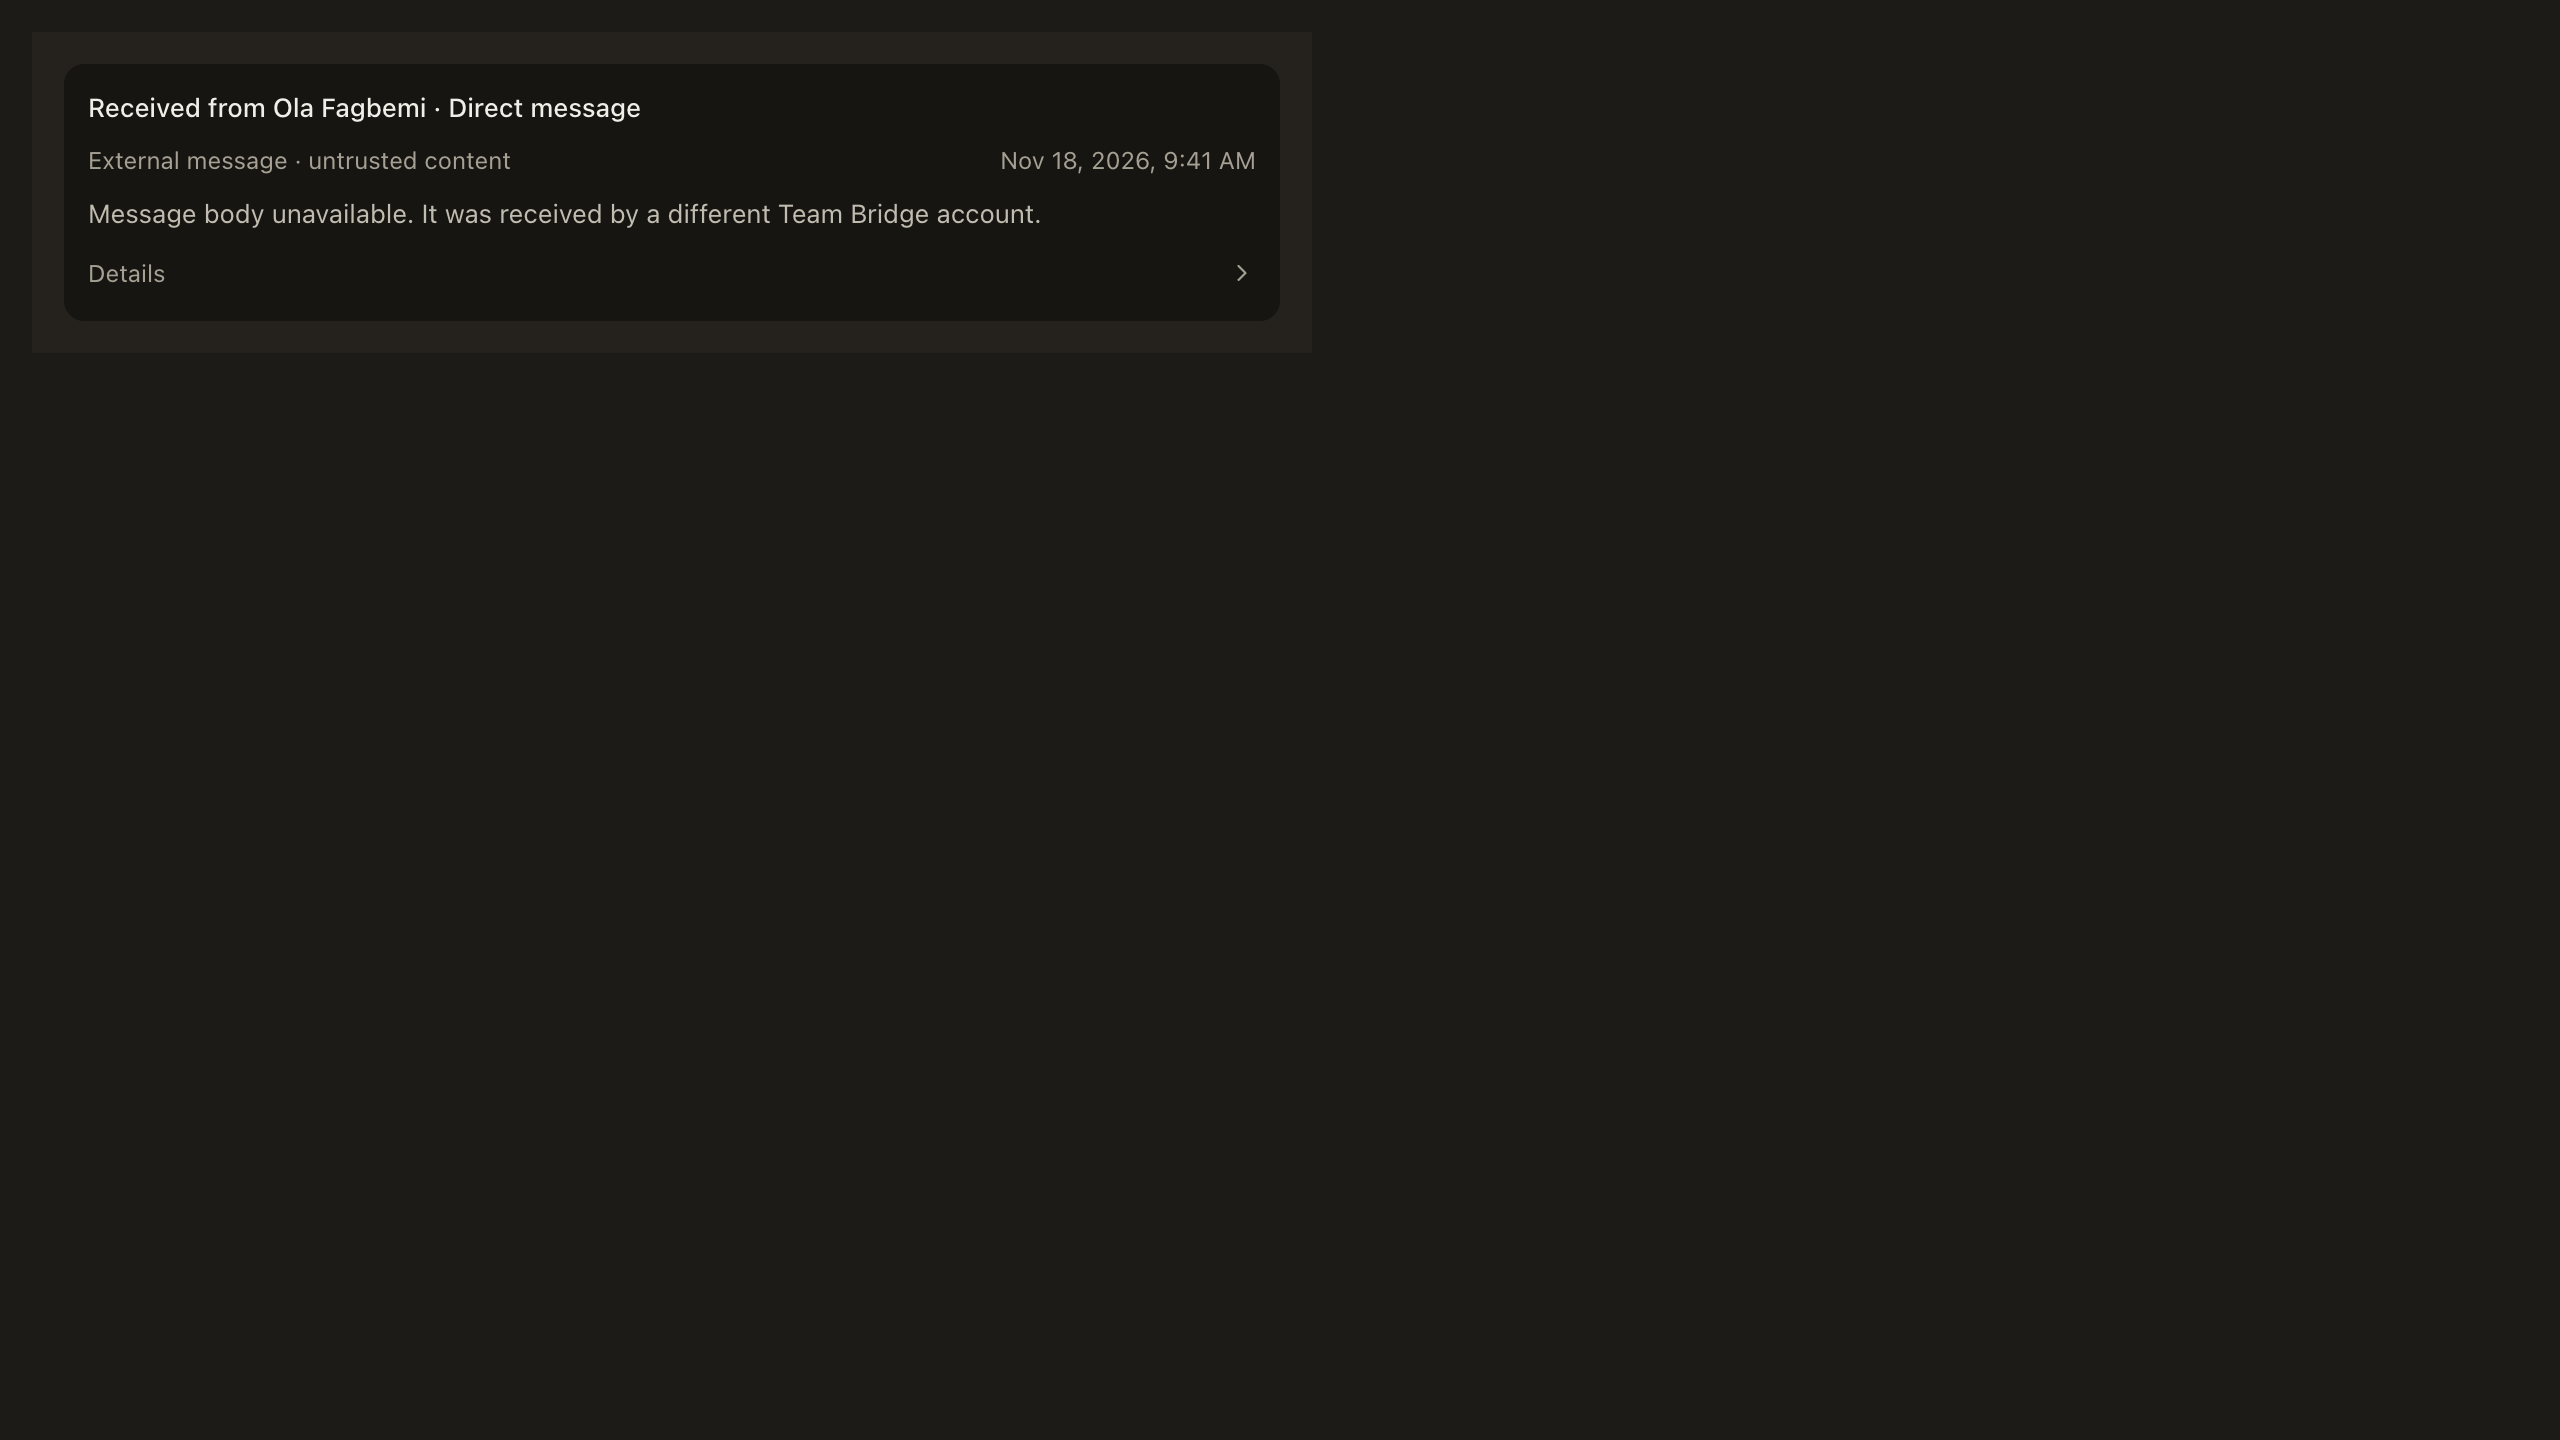 Received from Ola Fagbemi · Direct message
External message · untrusted content
Nov 18, 2026, 9:41 AM
Message body unavailable. It was received by a different Team Bridge account.
Details